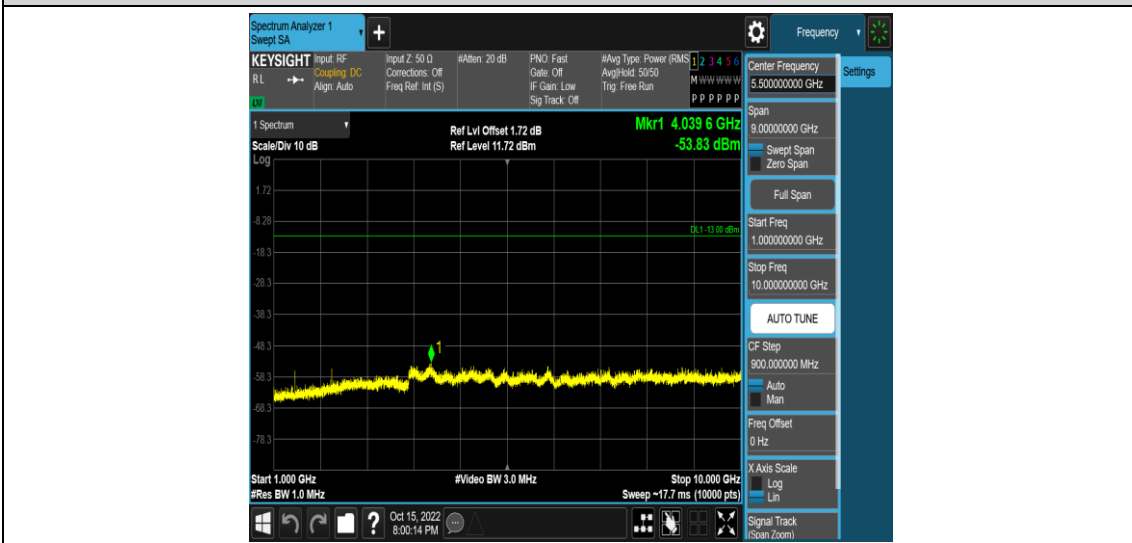 Spectrum Analyzer 1
Swept SA
+
Frequency
KEYSIGHT
RL
LM
Input: RF
Coupling: DC
Align: Auto
Input Z: 50 Ω
Corrections: Off
Freq Ref: Int (S)
#Atten: 20 dB
PNO: Fast
Gate: Off
IF Gain: Low
Sig Track: Off
#Avg Type: Power (RMS
Avg|Hold: 50/50
Trig: Free Run
1 2 3 4 5 6
M W W W W W
P P P P P P
Center Frequency
5.500000000 GHz
Settings
Span
9.00000000 GHz
Swept Span
Zero Span
Full Span
Start Freq
1.000000000 GHz
Stop Freq
10.000000000 GHz
AUTO TUNE
CF Step
900.000000 MHz
Auto
Man
Freq Offset
0 Hz
X Axis Scale
Log
Lin
Signal Track
(Span Zoom)
1 Spectrum
Scale/Div 10 dB
Log
Ref Lvl Offset 1.72 dB
Ref Level 11.72 dBm
Mkr1 4.039 6 GHz
-53.83 dBm
1.72
-8.28
DL1 -13.00 dBm
-18.3
-28.3
-38.3
-48.3
1
-58.3
-68.3
-78.3
Start 1.000 GHz
#Video BW 3.0 MHz
Stop 10.000 GHz
#Res BW 1.0 MHz
Sweep ~17.7 ms (10000 pts)
?
Oct 15, 2022
8:00:14 PM